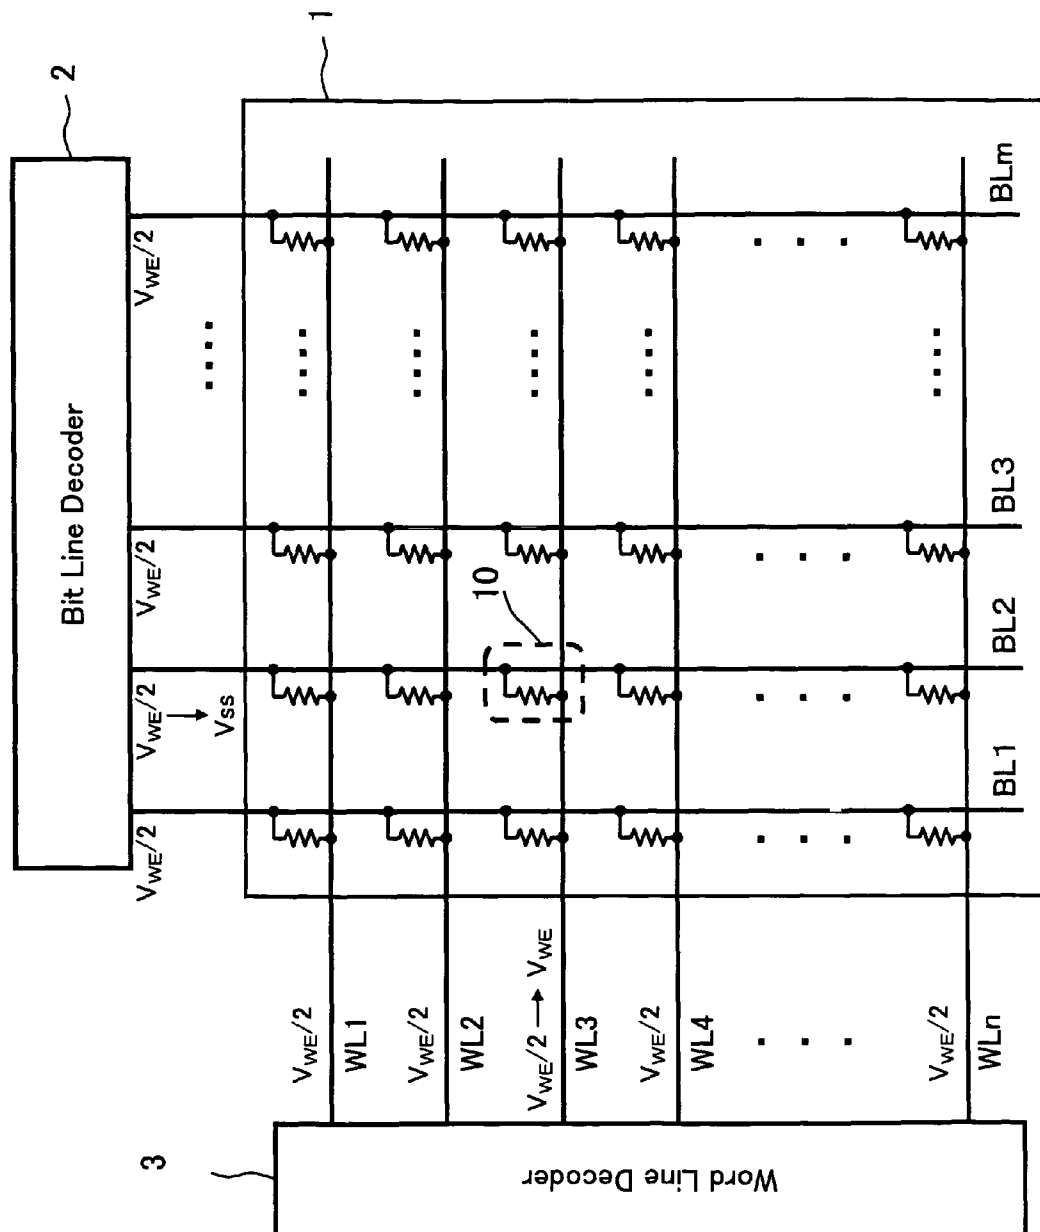 1
2
Bit Line Decoder
V_WE/2
V_WE/2 → Vss
V_WE/2
V_WE/2
....
V_WE/2
WL1
....
V_WE/2
WL2
....
10
V_WE/2 → V_WE
WL3
....
V_WE/2
WL4
....
. . .
. . .
. . .
. . .
. . .
V_WE/2
WLn
....
BL1
BL2
BL3
BLm
3
Word Line Decoder